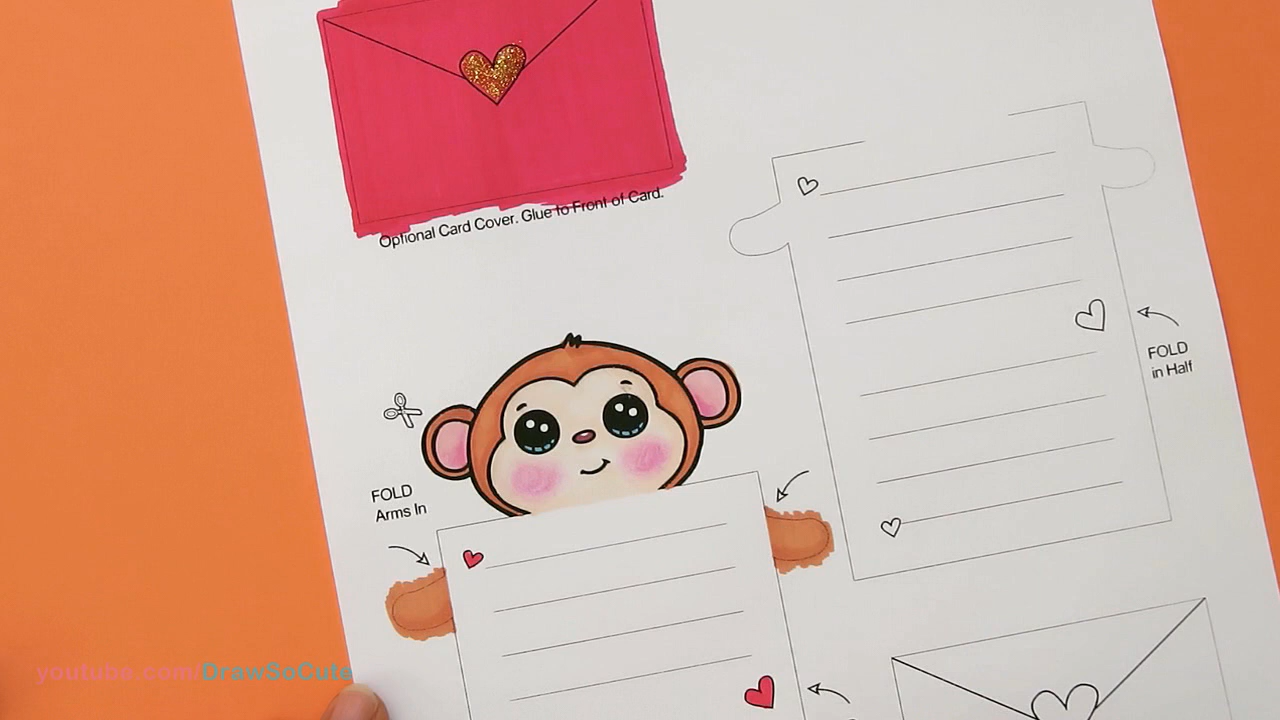 Optional Card Cover. Glue to Front of Card.
FOLD
in Half
FOLD
Arms In
youtube.com/DrawSoCute